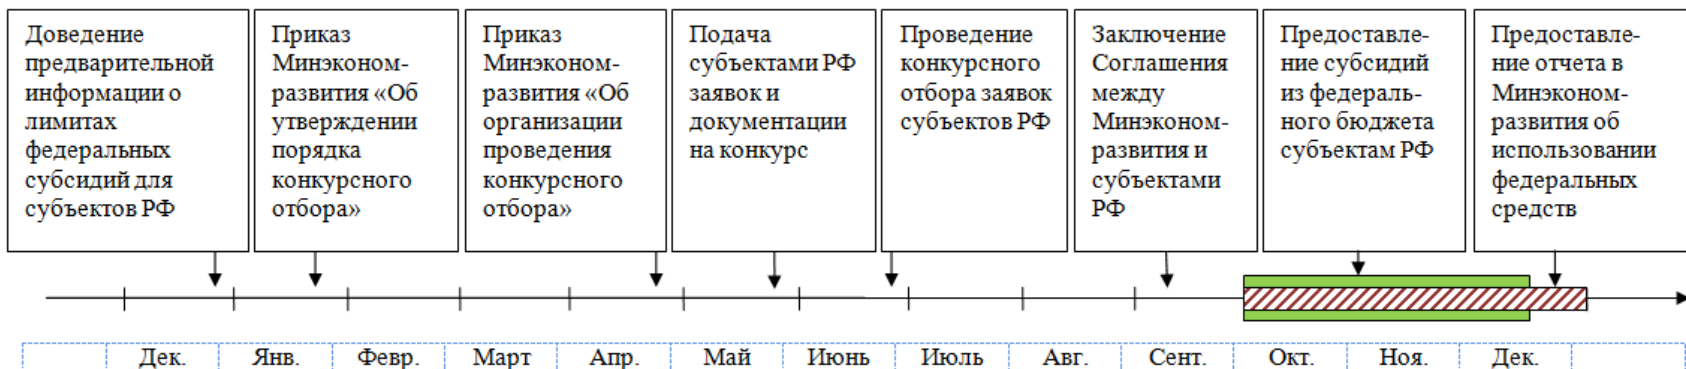 Доведение
предварительной
информации о
лимитах
федеральных
субсидий для
субъектов РФ
Приказ
Минэконом-
развития «Об
утверждении
порядка
конкурсного
отбора»
Приказ
Минэконом-
развития «Об
организации
проведения
конкурсного
отбора»
Подача
субъектами РФ
заявок и
документации
на конкурс
Проведение
конкурсного
отбора заявок
субъектов РФ
Заключение
Соглашения
между
Минэконом-
развития и
субъектами
РФ
Предоставле-
ние субсидий
из федераль-
ного бюджета
субъектам РФ
Предоставле-
ние отчета в
Минэконом-
развития об
использовании
федеральных
средств
Дек. Янв. Февр. Март Апр. Май Июнь Июль Авг. Сент. Окт. Ноя. Дек.